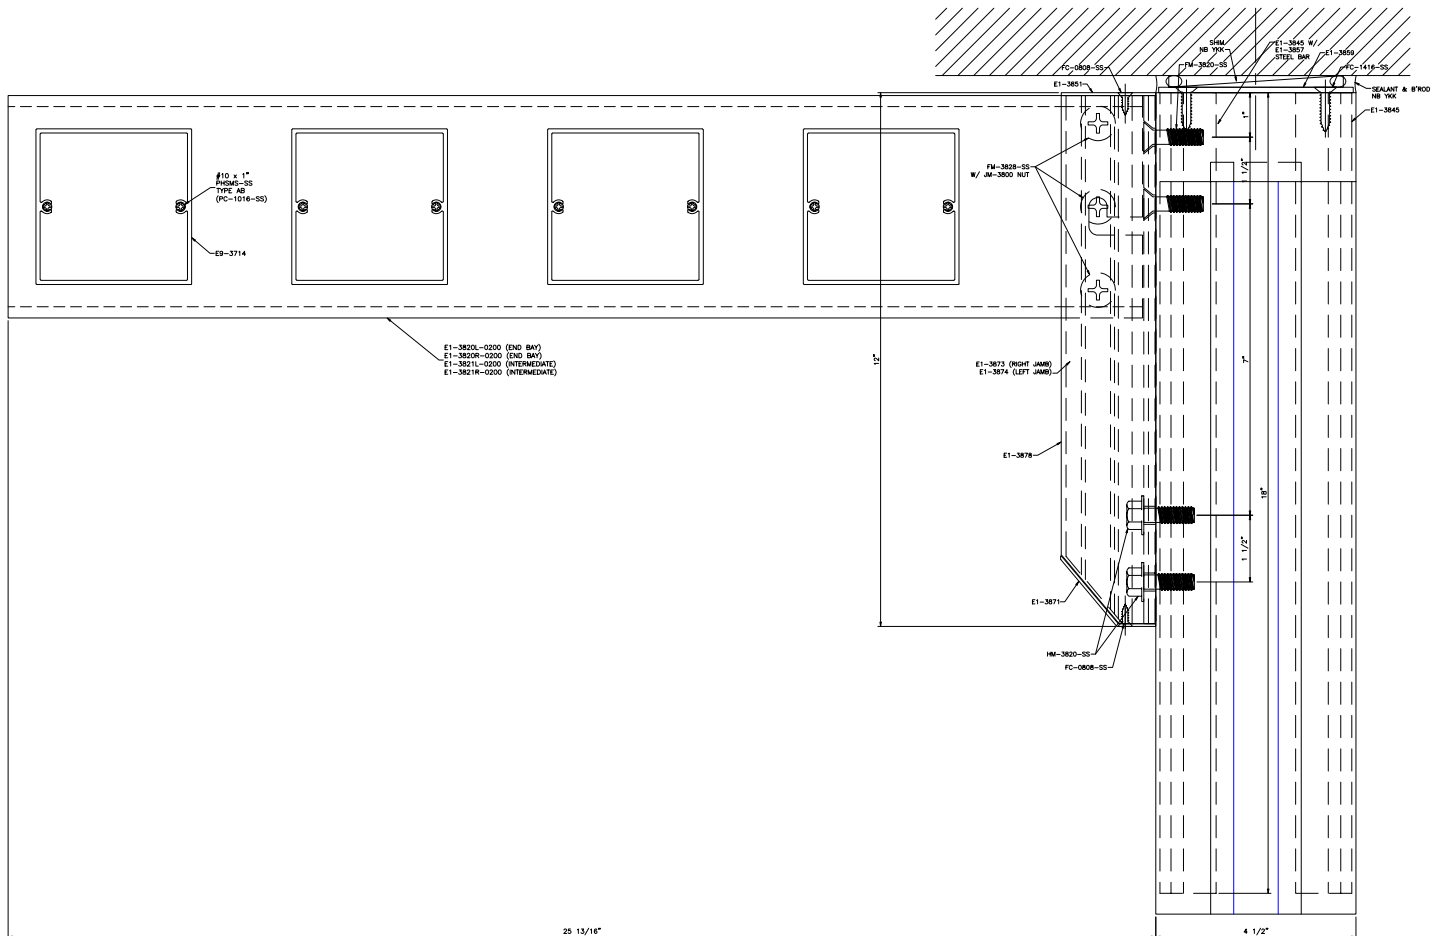 SHIM
NB YKK
E1-3845 W/
E1-3857
STEEL BAR
E1-3859
FM-3820-SS
FC-0808-SS
FC-1416-SS
E1-3851
SEALANT & B'ROD
NB YKK
E1-3845
1"
1 1/2"
FM-3828-SS
W/ JM-3800 NUT
#10 x 1"
PHSMS-SS
TYPE AB
(PC-1016-SS)
E9-3714
E1-3820L-0200 (END BAY)
E1-3820R-0200 (END BAY)
E1-3821L-0200 (INTERMEDIATE)
E1-3821R-0200 (INTERMEDIATE)
12"
E1-3873 (RIGHT JAMB)
E1-3874 (LEFT JAMB)
7"
E1-3878
18"
1 1/2"
E1-3871
HM-3820-SS
FC-0808-SS
25 13/16"
4 1/2"